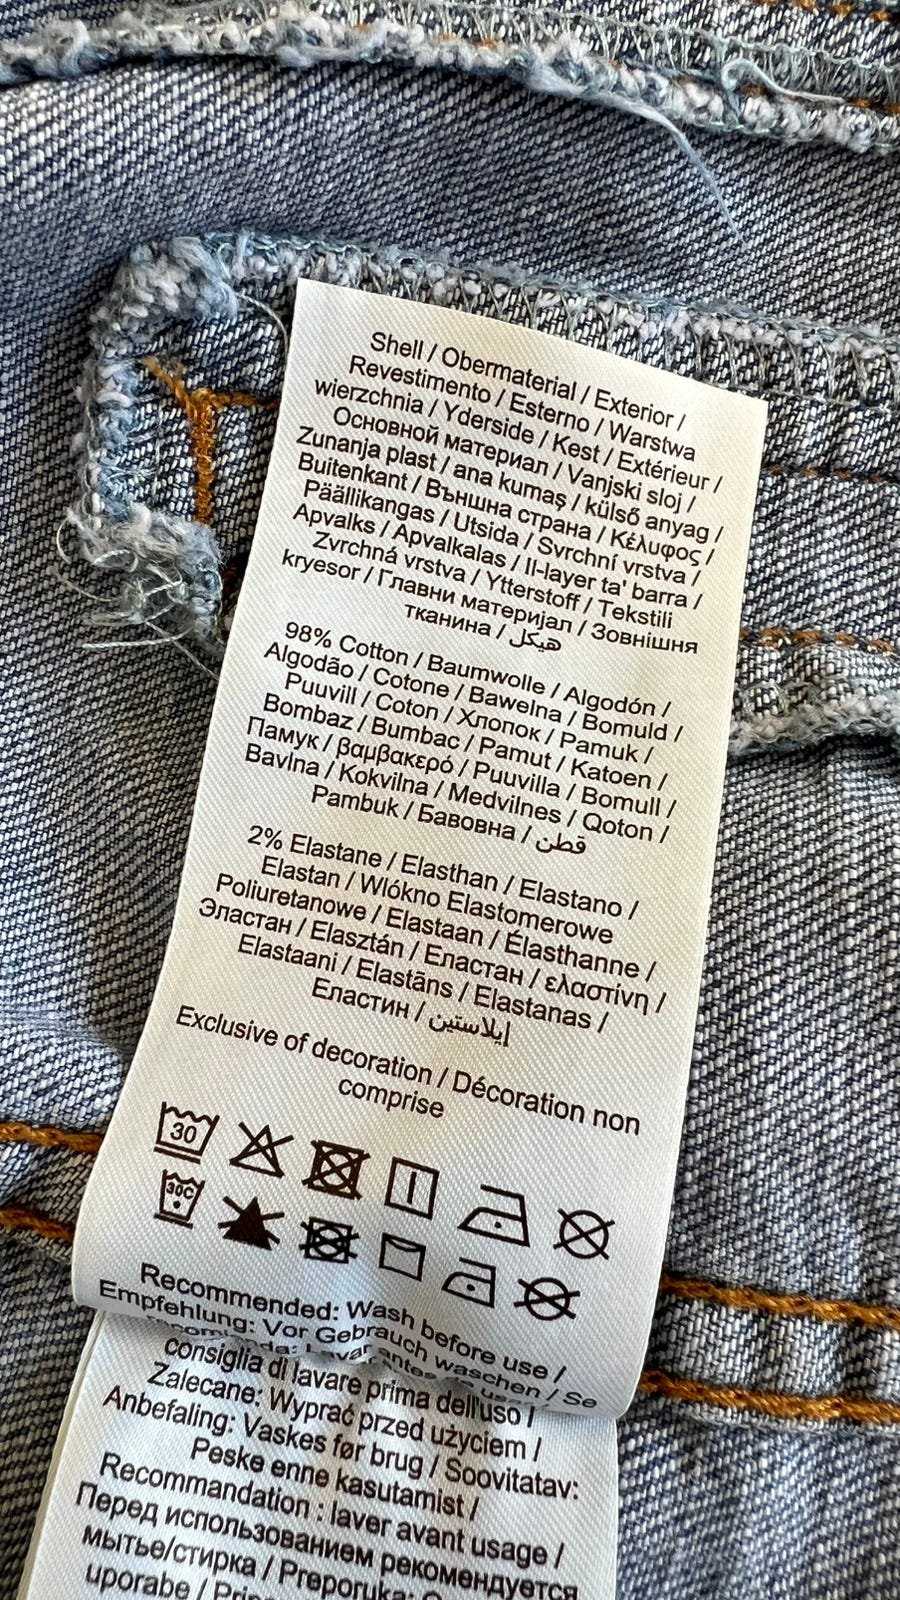 Shell / Obermaterial / Exterior /
Revestimento / Esterno / Warstwa
wierzchnia / Yderside / Kest / Extérieur /
Основной материал / Vanjski sloj /
Zunanja plast / ana kumaş / külső anyag /
Buitenkant / Външна страна / Κέλυφος /
Päällikangas / Utsida / Svrchní vrstva /
Apvalks / Apvalkalas / Il-layer ta' barra /
Zvrchná vrstva / Ytterstoff / Tekstili
kryesor / Главни материјал / Зовнішня
тканина / هيكل
98% Cotton / Baumwolle / Algodón /
Algodão / Cotone / Bawełna / Bomuld /
Puuvill / Coton / Хлопок / Pamuk /
Bombaz / Bumbac / Pamut / Katoen /
Памук / βαμβακερό / Puuvilla / Bomull /
Bavlna / Kokvilna / Medvilnes / Qoton /
Pambuk / Бавовна / قطن
2% Elastane / Elasthan / Elastano /
Elastan / Włókno Elastomerowe
Poliuretanowe / Elastaan / Élasthanne /
Эластан / Elasztán / Еластан / ελαστίνη /
Elastaani / Elastāns / Elastanas /
Еластин / إيلاستين
Exclusive of decoration / Décoration non
comprise
30
30C
Recommended: Wash before use /
Empfehlung: Vor Gebrauch waschen / Se
consiglia di lavare prima dell'uso /
Zalecane: Wyprać przed użyciem /
Anbefaling: Vaskes før brug / Soovitatav:
Peske enne kasutamist /
Recommandation : laver avant usage /
Перед использованием рекомендуется
мытье/стирка / Preporuka:
uporabe /